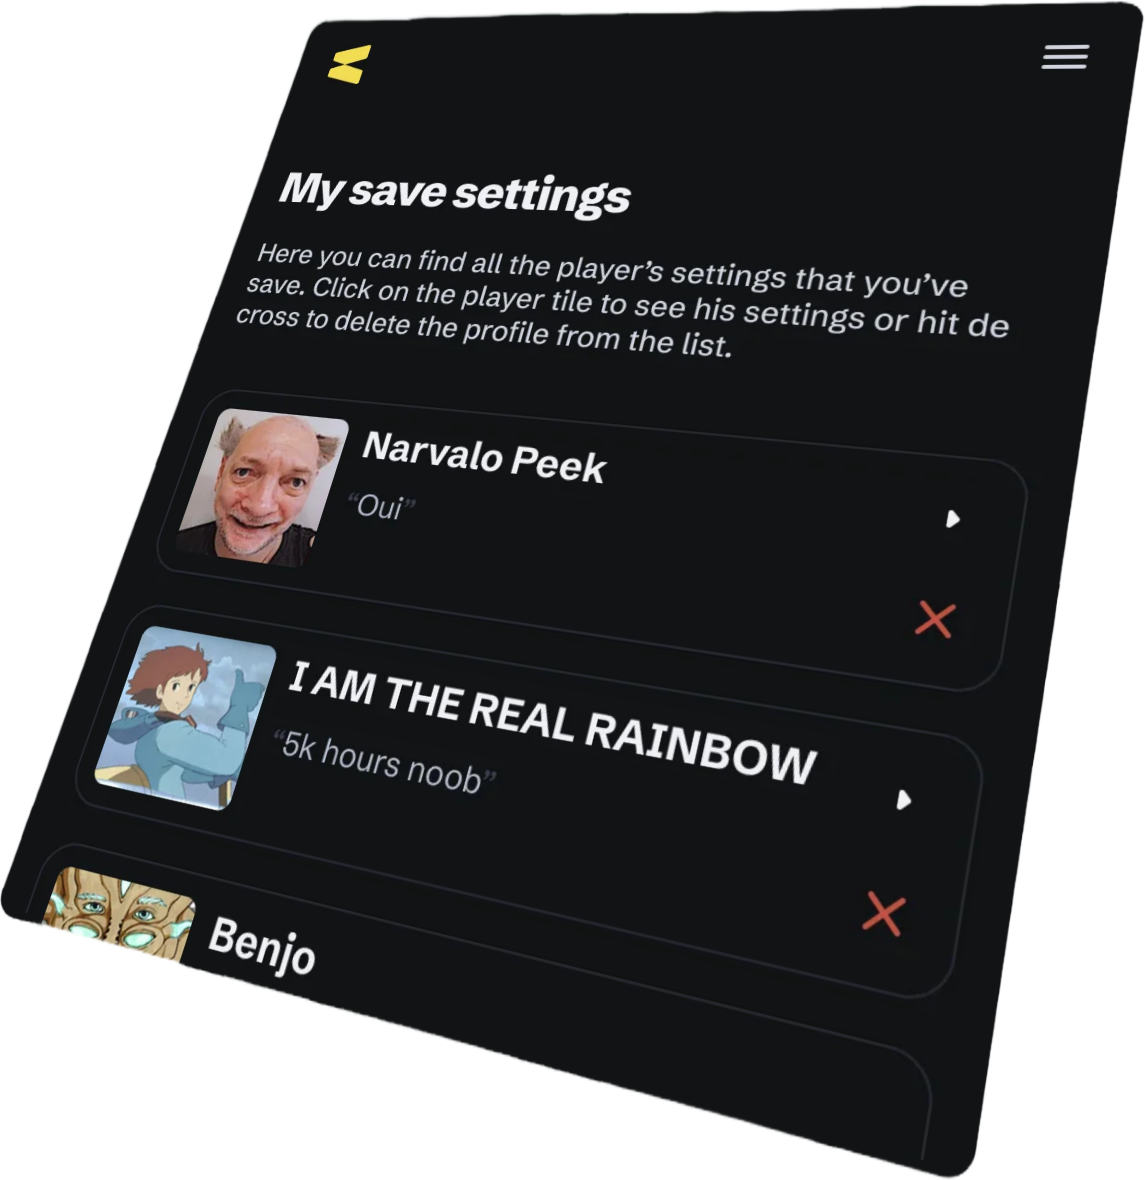 My save settings
Here you can find all the player’s settings that you’ve
save. Click on the player tile to see his settings or hit de
cross to delete the profile from the list.
Narvalo Peek
“Oui”
I AM THE REAL RAINBOW
“5k hours noob”
Benjo